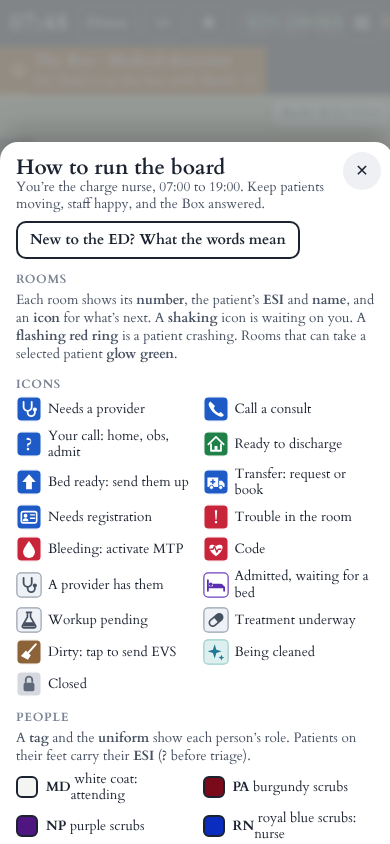 07:43
How to run the board
You're the charge nurse, 07:00 to 19:00. Keep patients
moving, staff happy, and the Box answered.
New to the ED? What the words mean
ROOMS
Each room shows its number, the patient's ESI and name, and
an icon for what's next. A shaking icon is waiting on you. A
flashing red ring is a patient crashing. Rooms that can take a
selected patient glow green.
ICONS
Needs a provider
Call a consult
? Your call: home, obs,
admit
Ready to discharge
Bed ready: send them up
Transfer: request or
book
Needs registration
! Trouble in the room
Bleeding: activate MTP
Code
A provider has them
Admitted, waiting for a
bed
Workup pending
Treatment underway
Dirty: tap to send EVS
Being cleaned
Closed
PEOPLE
A tag and the uniform show each person's role. Patients on
their feet carry their ESI (? before triage).
MD white coat:
attending
PA burgundy scrubs
NP purple scrubs
RN royal blue scrubs:
nurse